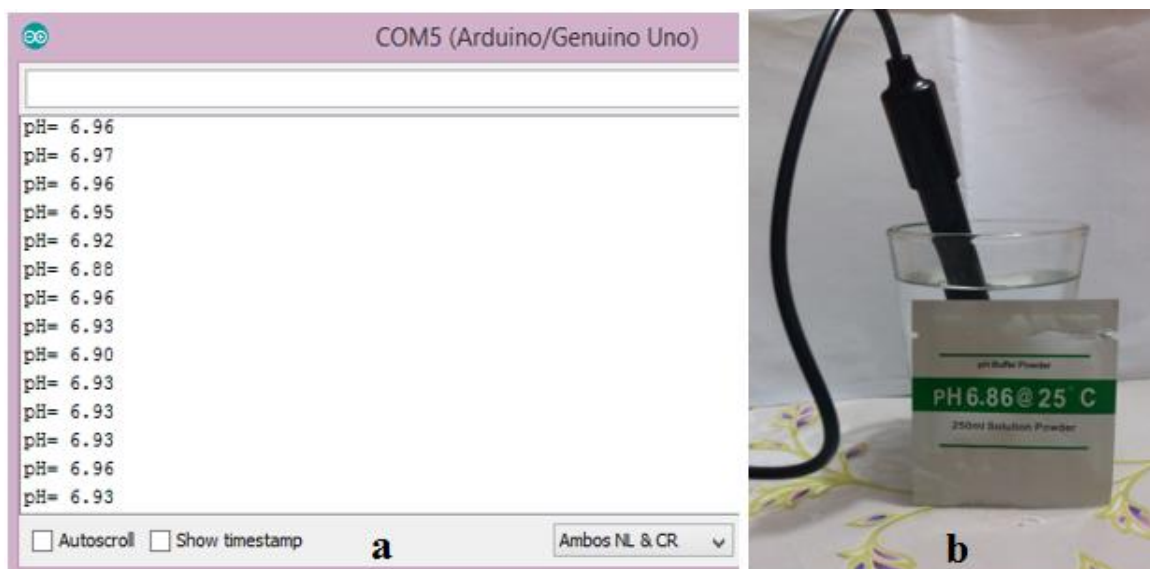 COM5 (Arduino/Genuino Uno)
pH= 6.96
pH= 6.97
pH= 6.96
pH= 6.95
pH= 6.92
pH= 6.88
pH= 6.96
pH= 6.93
pH= 6.90
pH= 6.93
pH= 6.93
pH= 6.93
pH= 6.96
pH= 6.93
Autoscroll Show timestamp Ambos NL & CR
a
pH Buffer Powder
PH 6.86@25°C
250ml Solution Powder
b